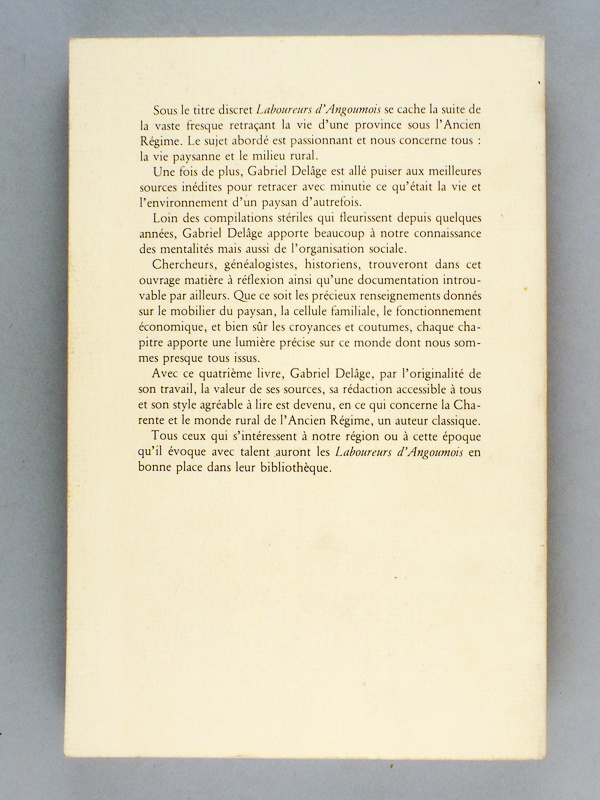 Sous le titre discret Laboureurs d'Angoumois se cache la suite de
la vaste fresque retraçant la vie d'une province sous l'Ancien
Régime. Le sujet abordé est passionnant et nous concerne tous :
la vie paysanne et le milieu rural.
Une fois de plus, Gabriel Delâge est allé puiser aux meilleures
sources inédites pour retracer avec minutie ce qu'était la vie et
l'environnement d'un paysan d'autrefois.
Loin des compilations stériles qui fleurissent depuis quelques
années, Gabriel Delâge apporte beaucoup à notre connaissance
des mentalités mais aussi de l'organisation sociale.
Chercheurs, généalogistes, historiens, trouveront dans cet
ouvrage matière à réflexion ainsi qu'une documentation introu-
vable par ailleurs. Que ce soit les précieux renseignements donnés
sur le mobilier du paysan, la cellule familiale, le fonctionnement
économique, et bien sûr les croyances et coutumes, chaque cha-
pitre apporte une lumière précise sur ce monde dont nous som-
mes presque tous issus.
Avec ce quatrième livre, Gabriel Delâge, par l'originalité de
son travail, la valeur de ses sources, sa rédaction accessible à tous
et son style agréable à lire est devenu, en ce qui concerne la Cha-
rente et le monde rural de l'Ancien Régime, un auteur classique.
Tous ceux qui s'intéressent à notre région ou à cette époque
qu'il évoque avec talent auront les Laboureurs d'Angoumois en
bonne place dans leur bibliothèque.